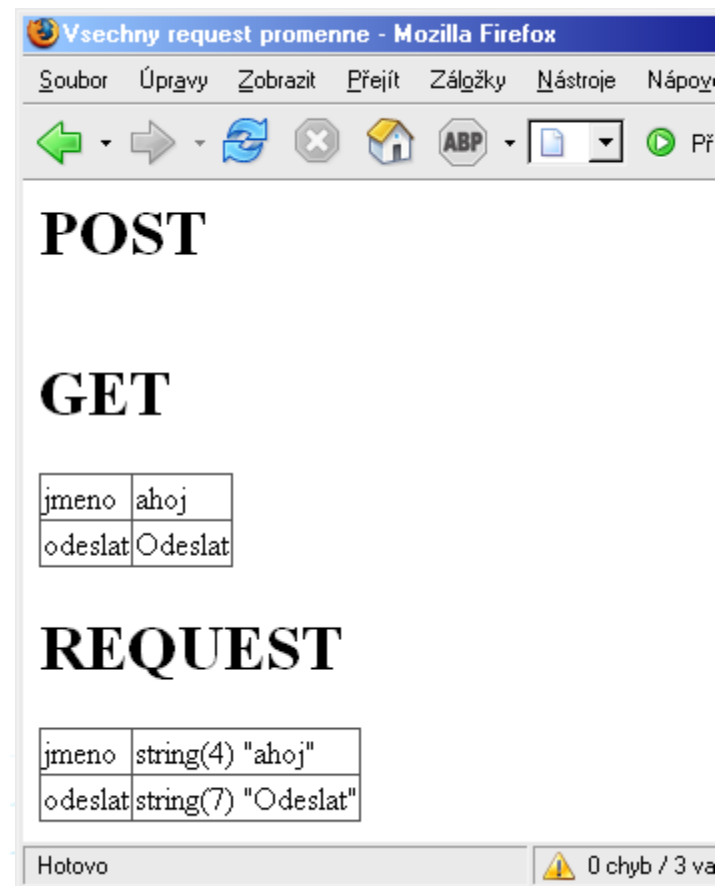 Vsechny request promenne - Mozilla Firefox
Soubor Úpravy Zobrazit Přejít Záložky Nástroje
ABP
POST
GET
jmeno ahoj
odeslat Odeslat
REQUEST
jmeno string(4) "ahoj"
odeslat string(7) "Odeslat"
Hotovo 0 chyb / 3